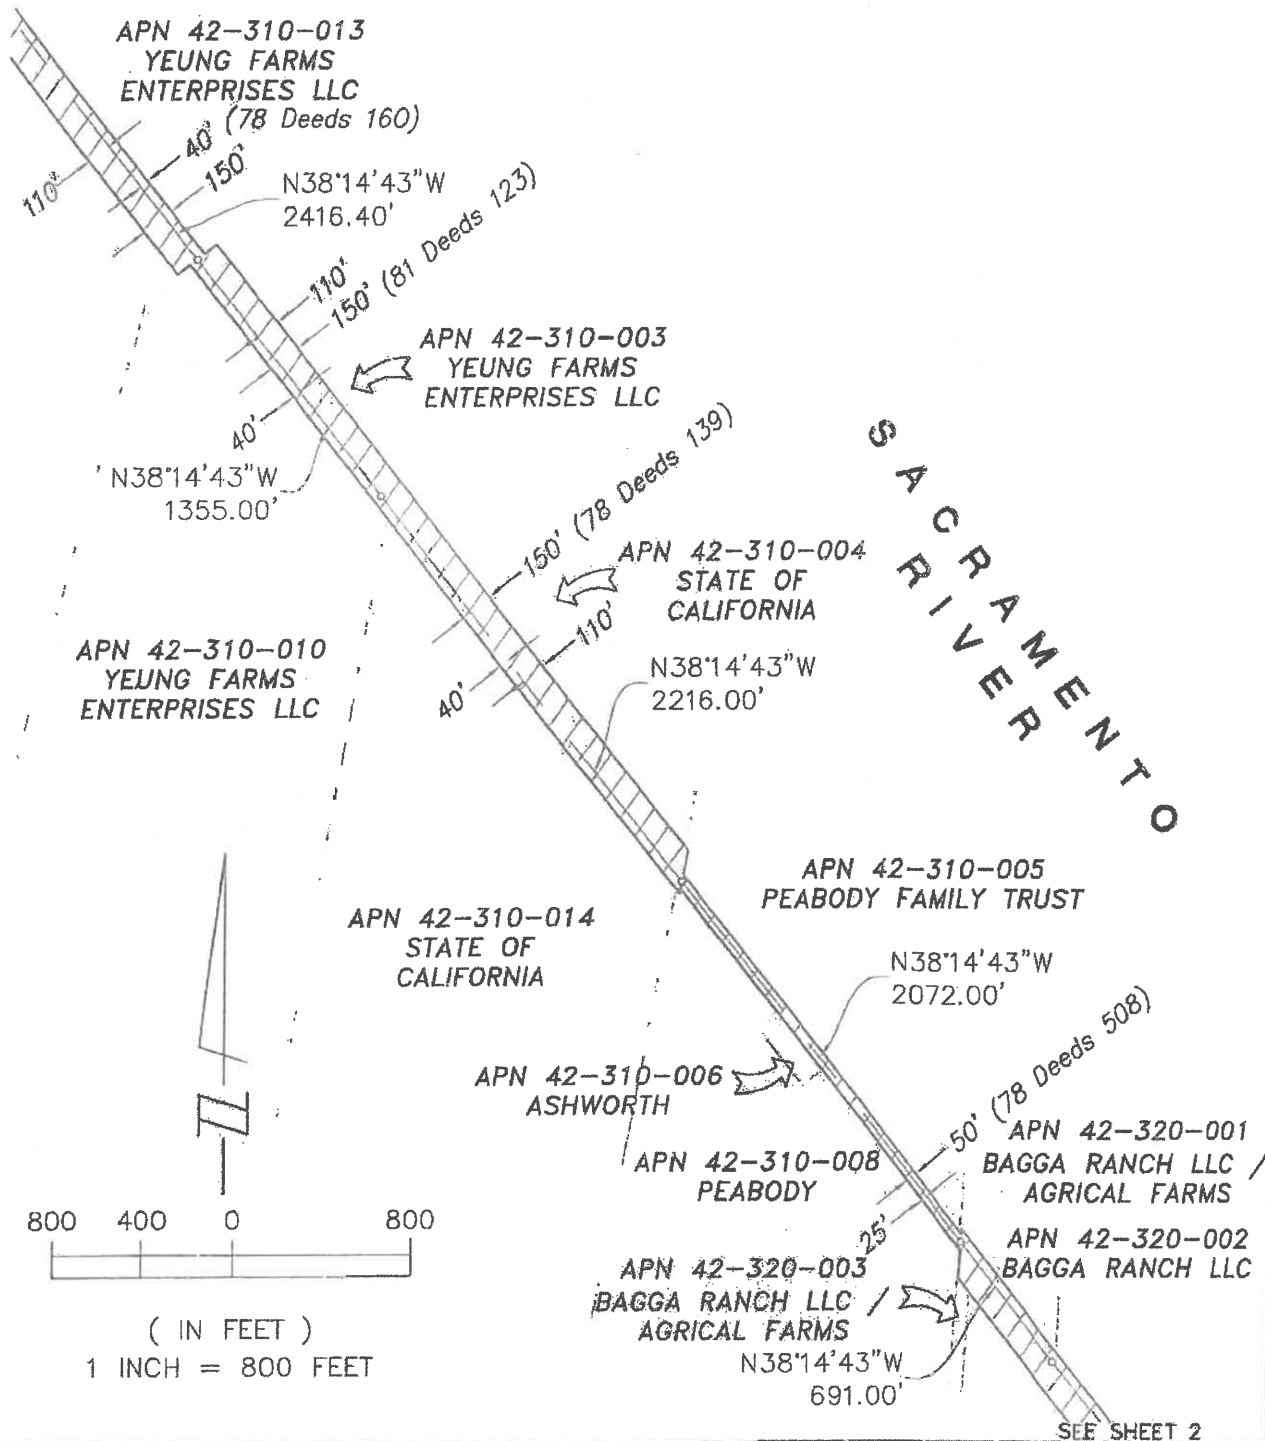 APN 42-310-013
YEUNG FARMS
ENTERPRISES LLC
40' (78 Deeds 160)
150'
110'
N38°14'43"W
2416.40'
110'
150' (81 Deeds 123)
APN 42-310-003
YEUNG FARMS
ENTERPRISES LLC
40'
N38°14'43"W
1355.00'
150' (78 Deeds 139)
APN 42-310-004
STATE OF
CALIFORNIA
110'
40'
N38°14'43"W
2216.00'
SACRAMENTO
RIVER
APN 42-310-010
YEUNG FARMS
ENTERPRISES LLC
APN 42-310-005
PEABODY FAMILY TRUST
APN 42-310-014
STATE OF
CALIFORNIA
N38°14'43"W
2072.00'
APN 42-310-006
ASHWORTH
50' (78 Deeds 508)
APN 42-320-001
BAGGA RANCH LLC /
AGRICAL FARMS
APN 42-310-008
PEABODY
25'
APN 42-320-002
BAGGA RANCH LLC
APN 42-320-003
BAGGA RANCH LLC /
AGRICAL FARMS
N38°14'43"W
691.00'
N
800 400 0 800
( IN FEET )
1 INCH = 800 FEET
SEE SHEET 2